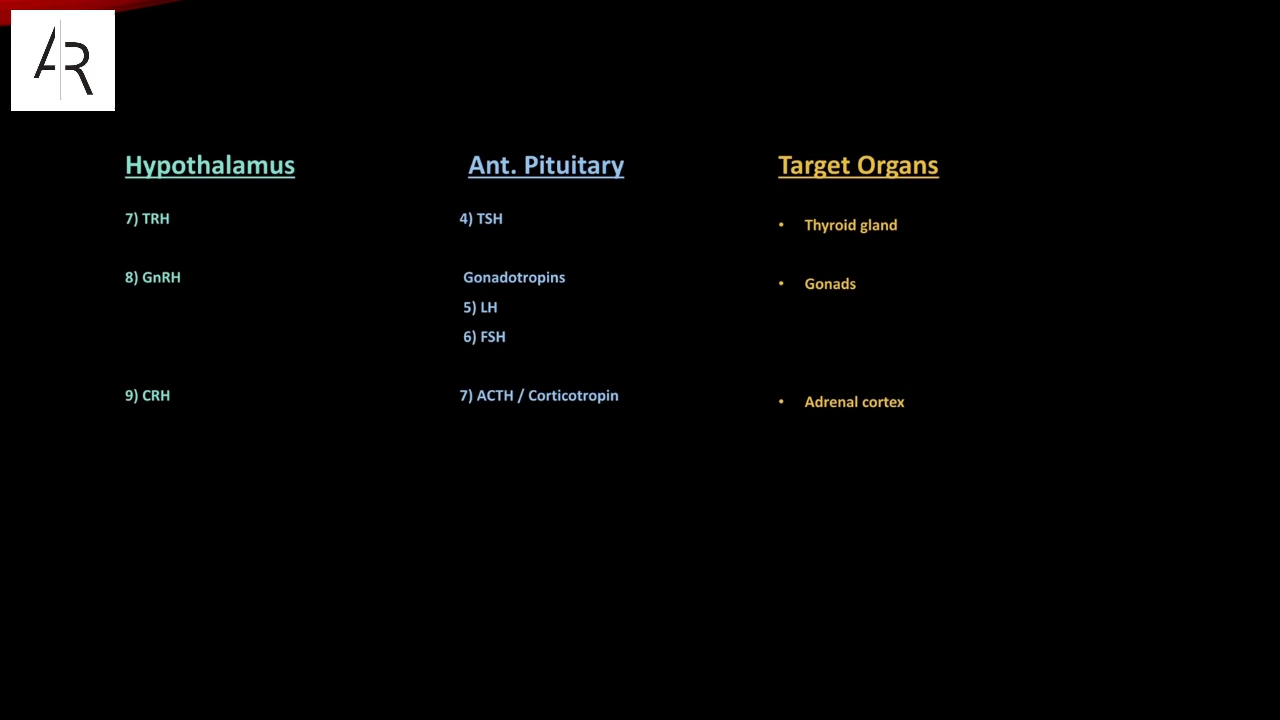 AR
Hypothalamus Ant. Pituitary Target Organs
7) TRH 4) TSH • Thyroid gland
8) GnRH Gonadotropins • Gonads
5) LH
6) FSH
9) CRH 7) ACTH / Corticotropin • Adrenal cortex